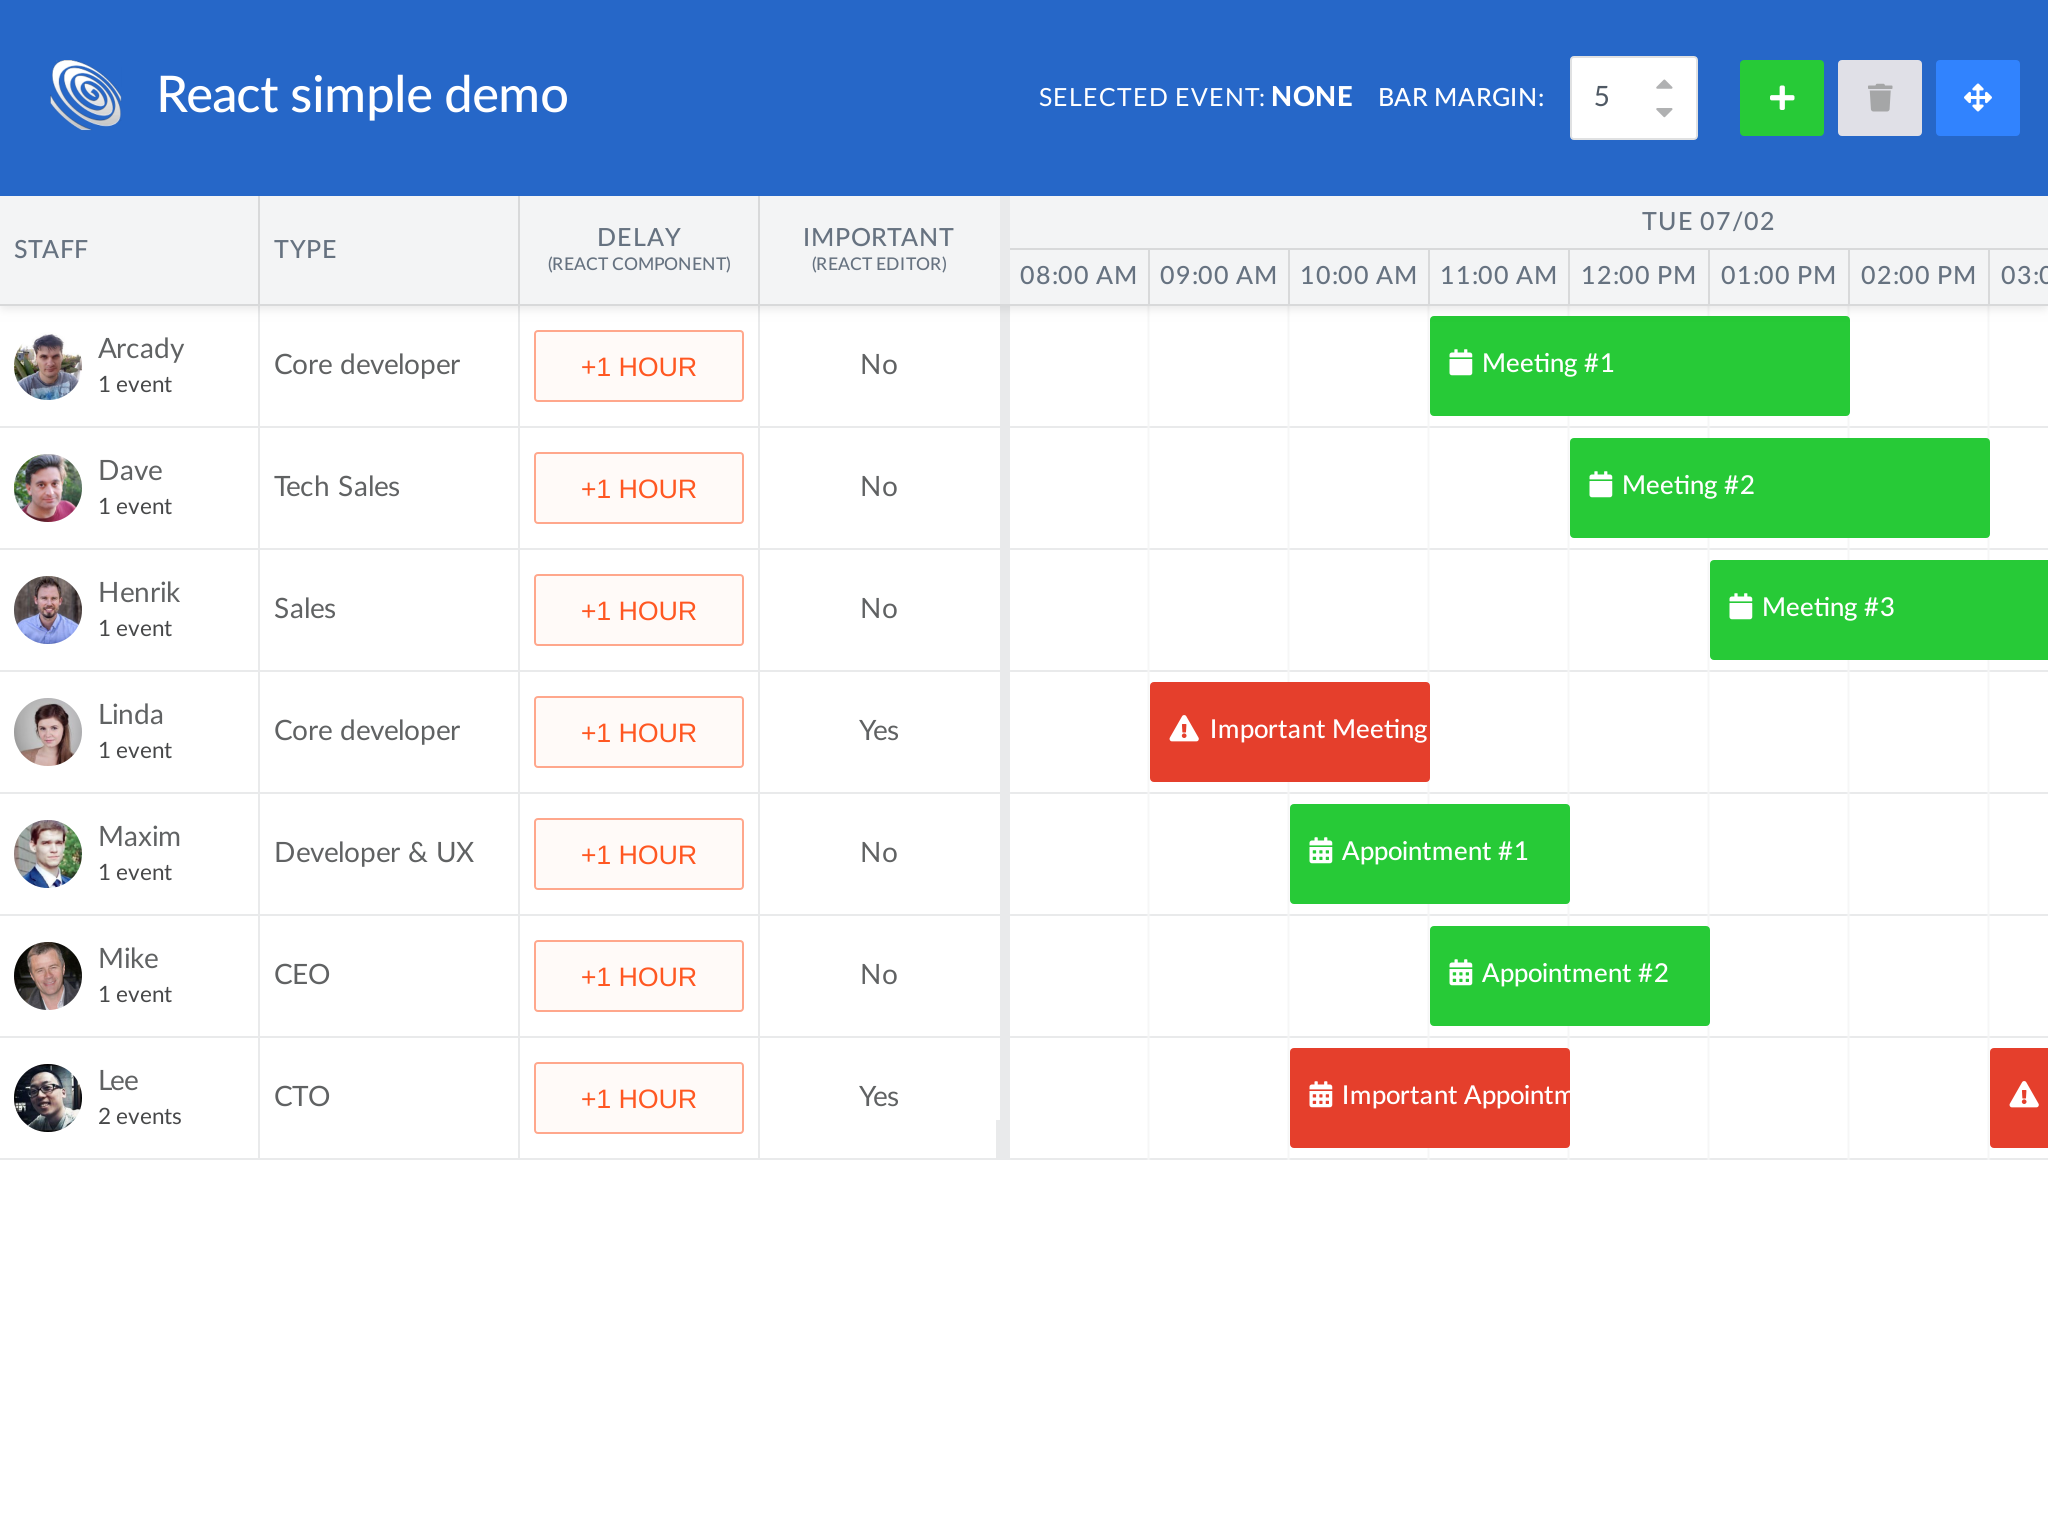 React simple demo
SELECTED EVENT: NONE BAR MARGIN: 5
STAFF TYPE DELAY IMPORTANT TUE 07/02
(REACT COMPONENT) (REACT EDITOR)
08:00 AM 09:00 AM 10:00 AM 11:00 AM 12:00 PM 01:00 PM 02:00 PM 03:0
Arcady
1 event
Core developer +1 HOUR No Meeting #1
Dave
1 event
Tech Sales +1 HOUR No Meeting #2
Henrik
1 event
Sales +1 HOUR No Meeting #3
Linda
1 event
Core developer +1 HOUR Yes Important Meeting
Maxim
1 event
Developer & UX +1 HOUR No Appointment #1
Mike
1 event
CEO +1 HOUR No Appointment #2
Lee
2 events
CTO +1 HOUR Yes Important Appointm